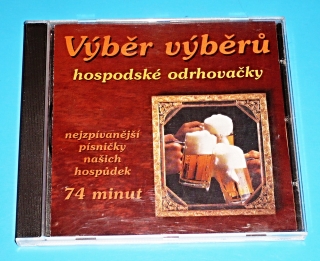 Výběr výběrů
hospodské odrhovačky
nejzpívanější
písničky
našich
hospůdek
74 minut